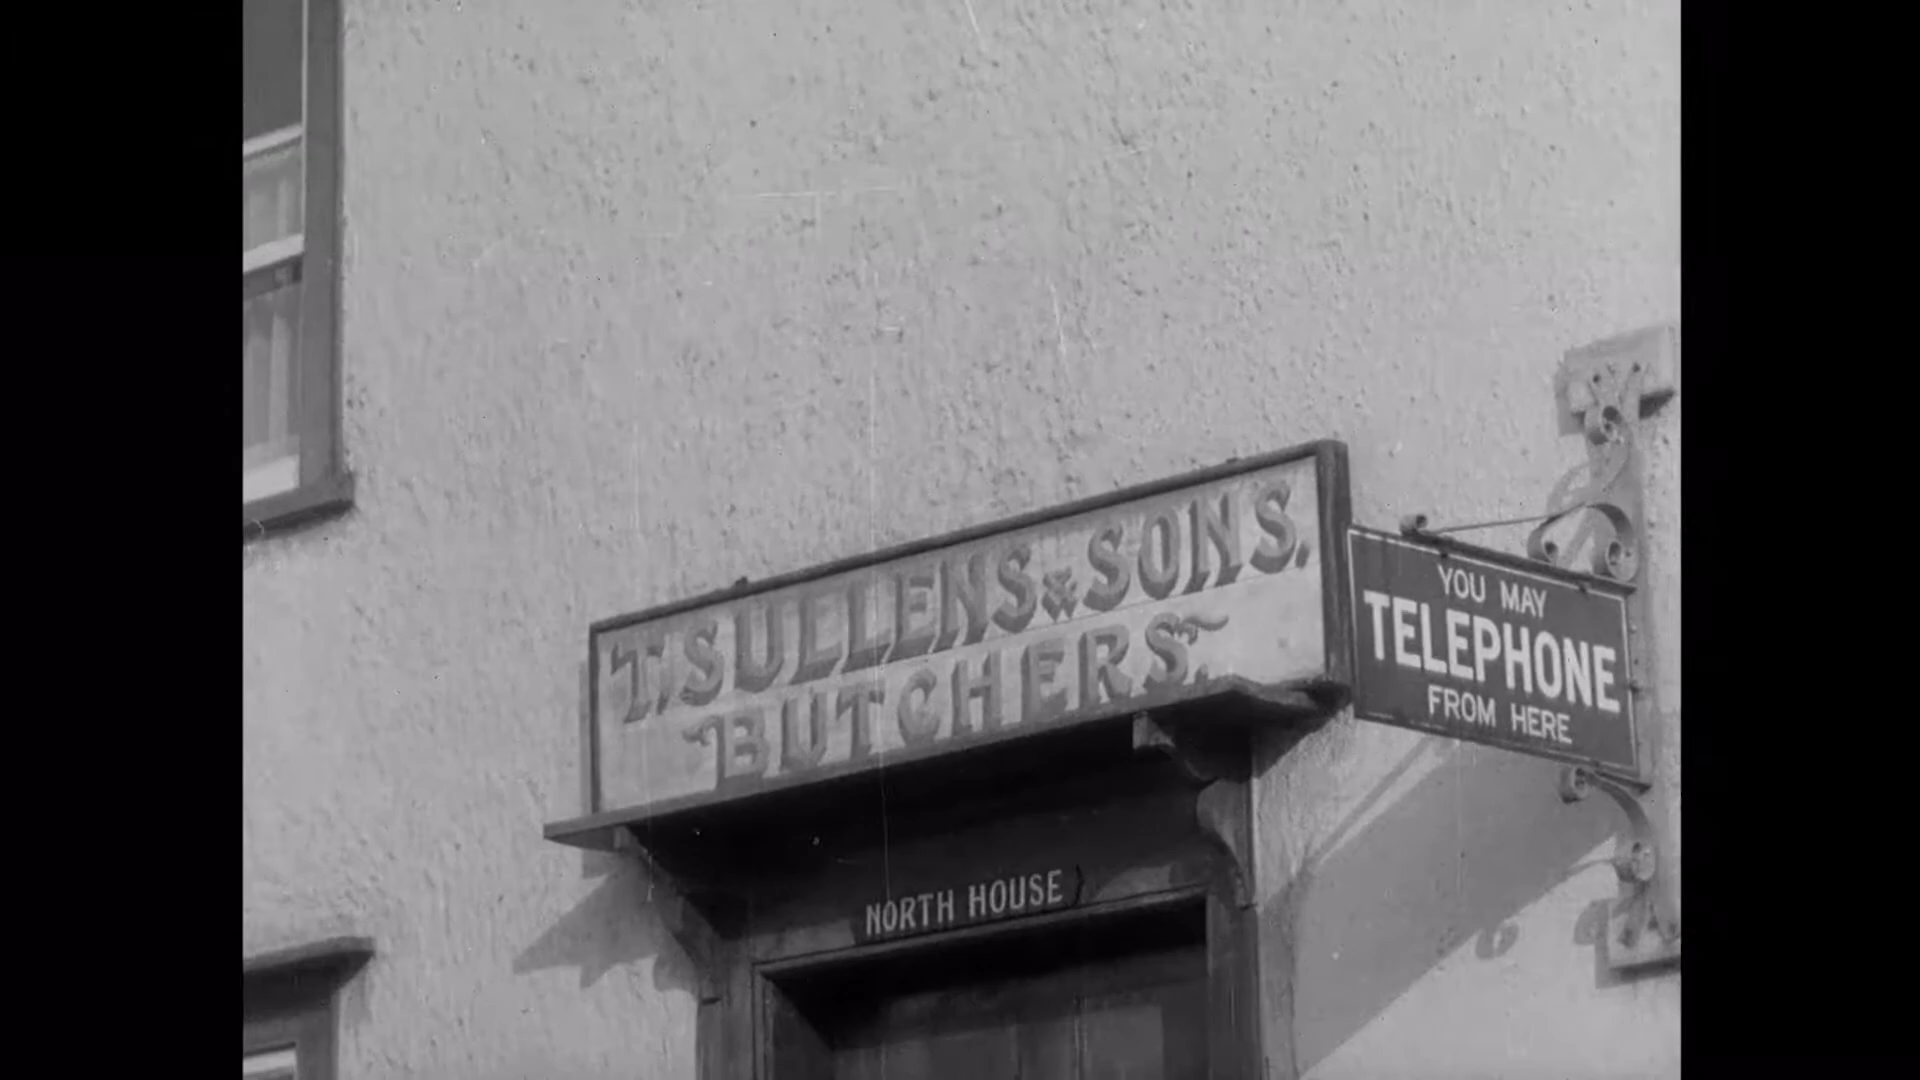 T. SULLENS & SONS.
BUTCHERS.
YOU MAY
TELEPHONE
FROM HERE
NORTH HOUSE